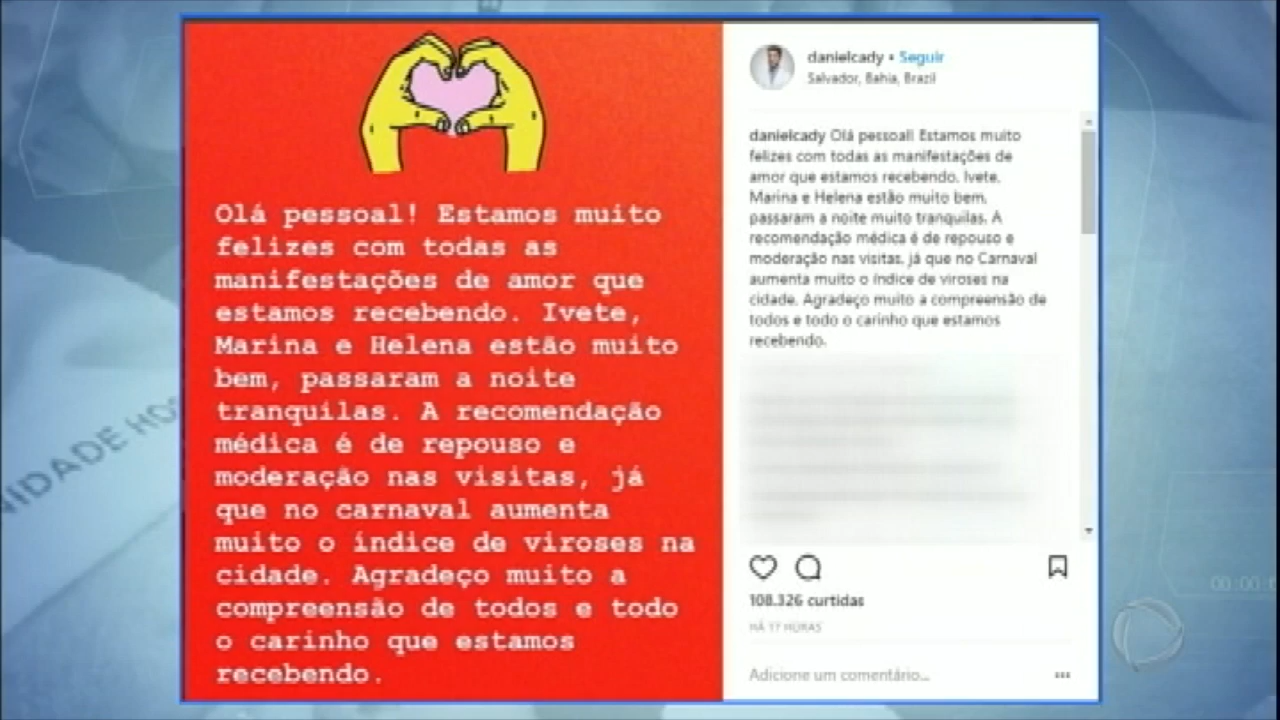 Olá pessoal! Estamos muito
felizes com todas as
manifestações de amor que
estamos recebendo. Ivete,
Marina e Helena estão muito
bem, passaram a noite
tranquilas. A recomendação
médica é de repouso e
moderação nas visitas, já
que no carnaval aumenta
muito o índice de viroses na
cidade. Agradeço muito a
compreensão de todos e todo
o carinho que estamos
recebendo.
danielcady • Seguir
Salvador, Bahia, Brazil
danielcady Olá pessoal! Estamos muito
felizes com todas as manifestações de
amor que estamos recebendo. Ivete,
Marina e Helena estão muito bem,
passaram a noite muito tranquilas. A
recomendação médica é de repouso e
moderação nas visitas, já que no Carnaval
aumenta muito o índice de viroses na
cidade. Agradeço muito a compreensão de
todos e todo o carinho que estamos
recebendo.
108.326 curtidas
HÁ 17 HORAS
Adicione um comentário...